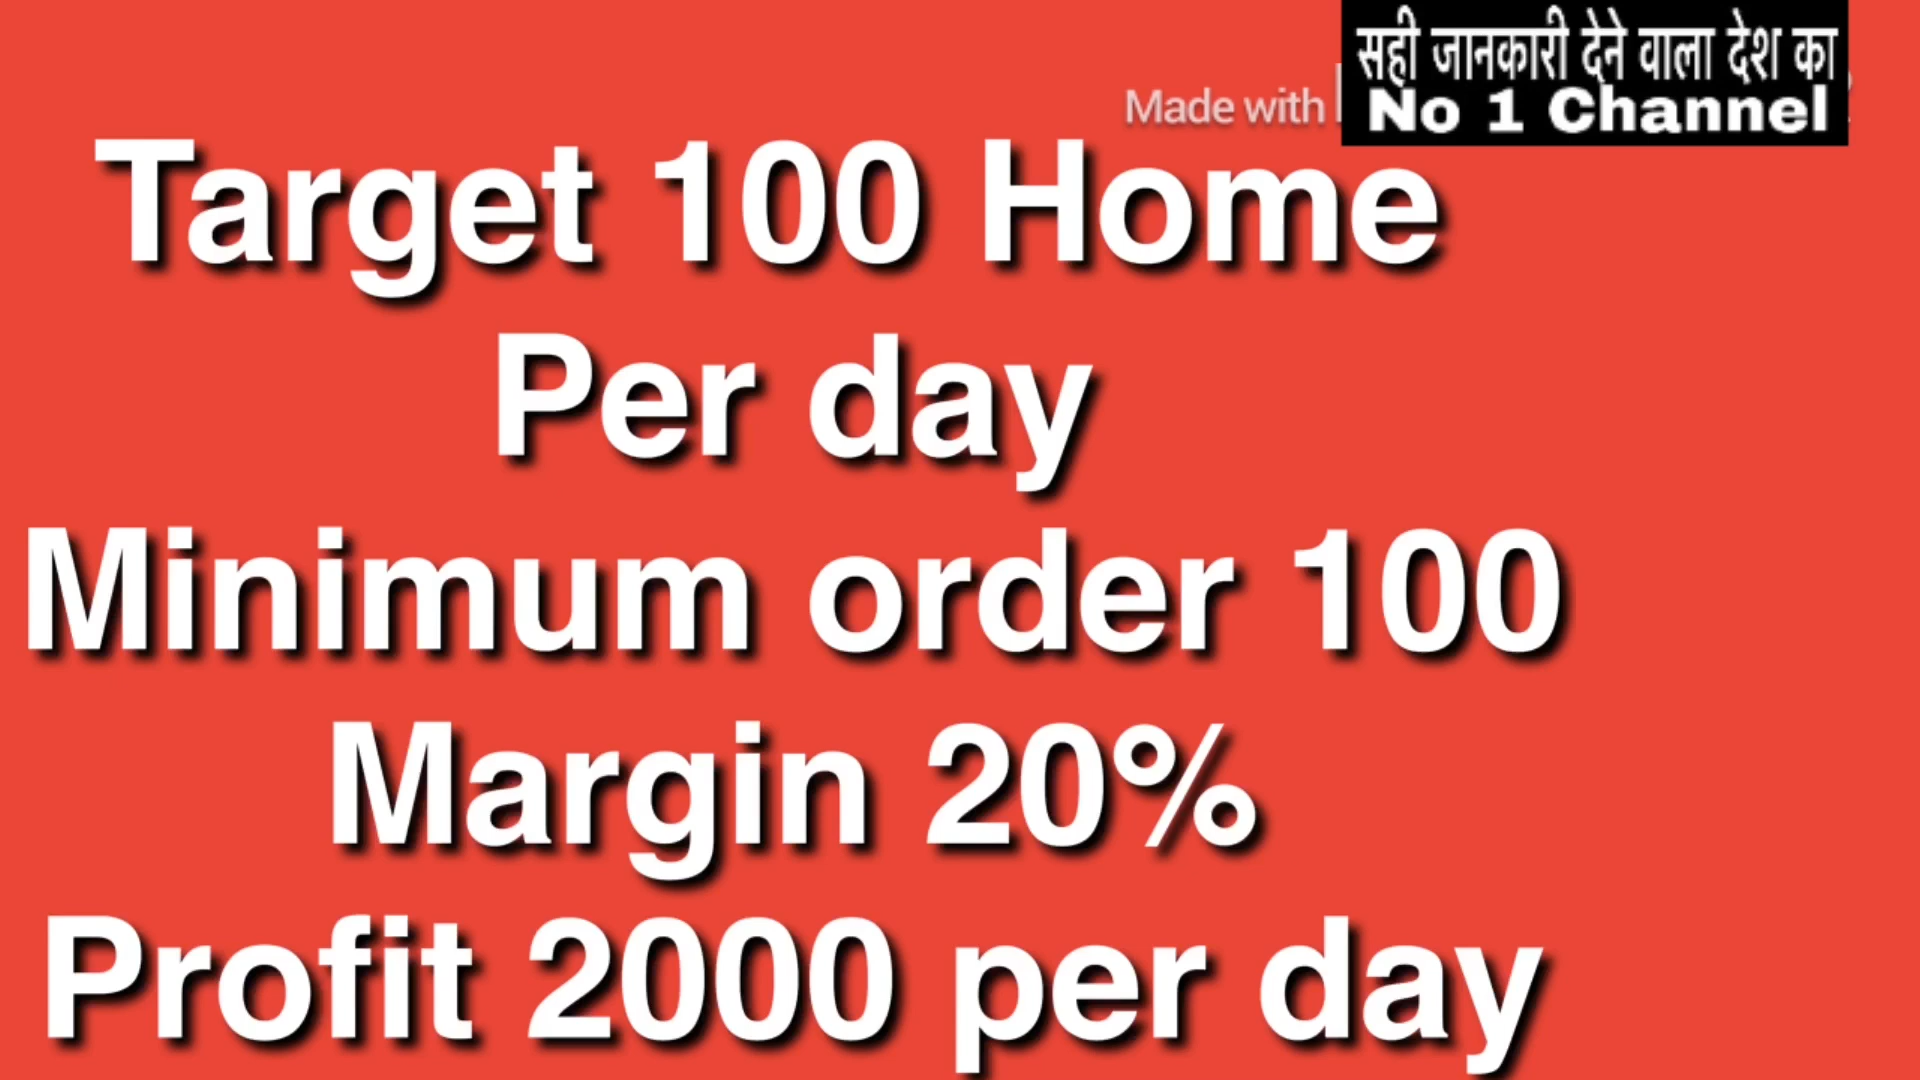 सही जानकारी देने वाला देश का
No 1 Channel
Made with
Target 100 Home
Per day
Minimum order 100
Margin 20%
Profit 2000 per day